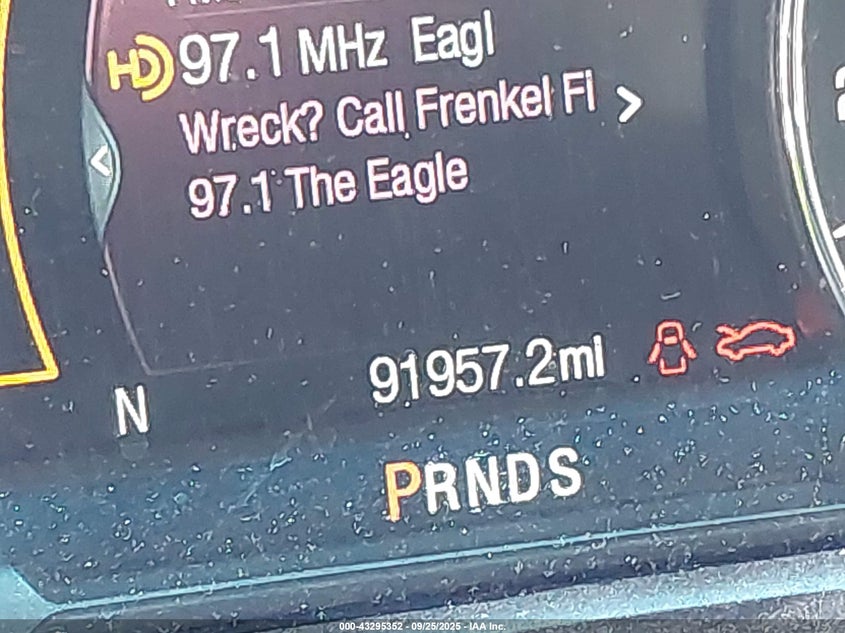 HD 97.1 MHz Eagl
Wreck? Call Frenkel Fi
97.1 The Eagle
91957.2mi
N
PRNDS
000-43295352 - 09/25/2025 - IAA Inc.